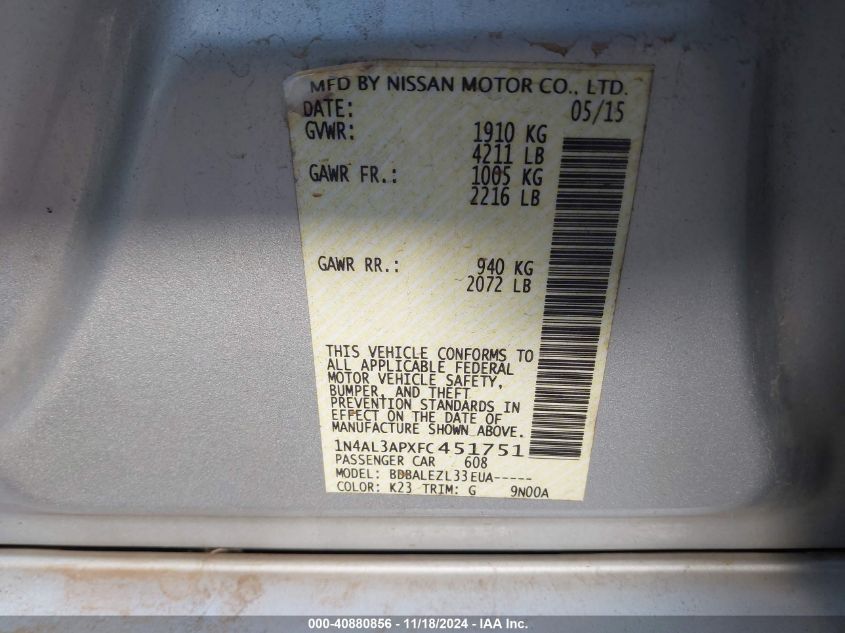 MFD BY NISSAN MOTOR CO., LTD.
DATE: 05/15
GVWR: 1910 KG
4211 LB
GAWR FR.: 1005 KG
2216 LB
GAWR RR.: 940 KG
2072 LB
THIS VEHICLE CONFORMS TO
ALL APPLICABLE FEDERAL
MOTOR VEHICLE SAFETY,
BUMPER, AND THEFT
PREVENTION STANDARDS IN
EFFECT ON THE DATE OF
MANUFACTURE SHOWN ABOVE.
1N4AL3APXFC451751
PASSENGER CAR 608
MODEL: BDBALEZL33EUA-----
COLOR: K23 TRIM: G 9N00A
000-40880856 - 11/18/2024 - IAA Inc.